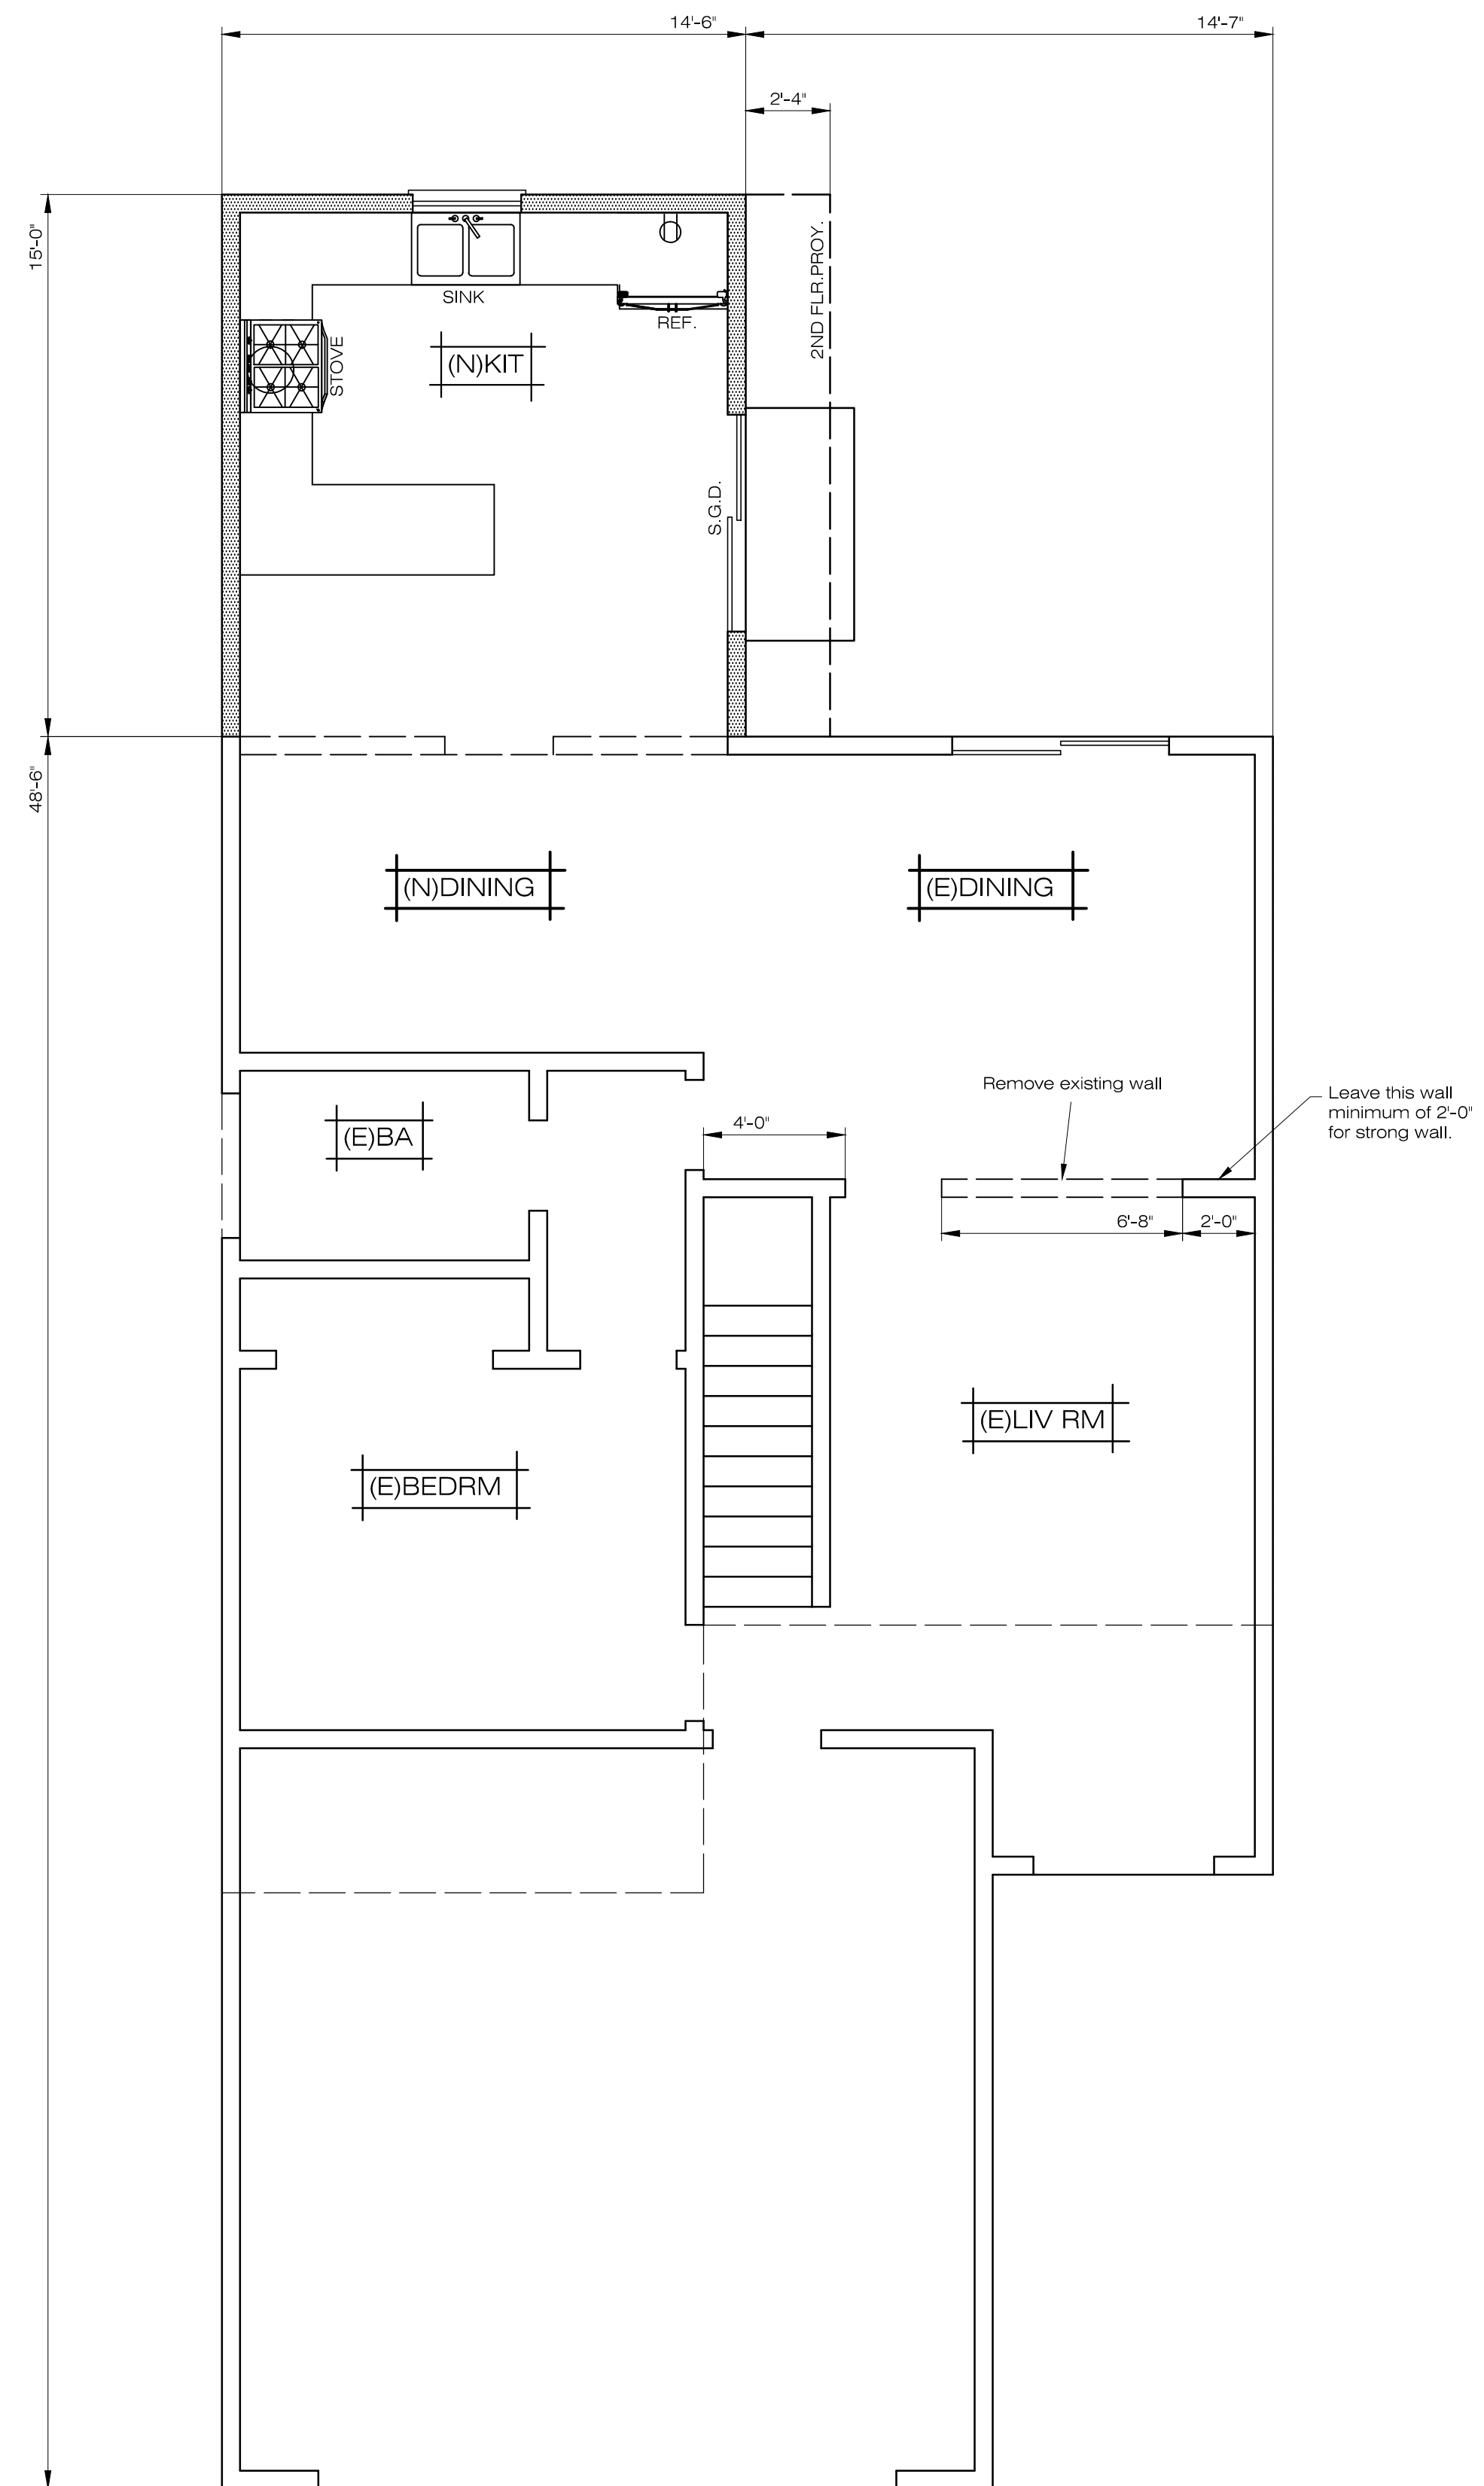 14'-6"
14'-7"
2'-4"
15'-0"
2ND FLR.PROY.
SINK
REF.
STOVE
(N)KIT
S.G.D.
48'-6"
(N)DINING
(E)DINING
Remove existing wall
Leave this wall
minimum of 2'-0"
for strong wall.
(E)BA
4'-0"
6'-8"
2'-0"
(E)LIV RM
(E)BEDRM